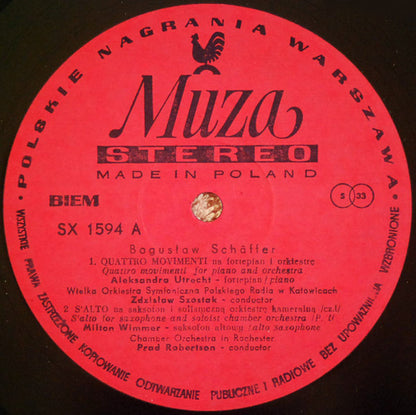 POLSKIE NAGRANIA WARSZAWA
Muza
STEREO
MADE IN POLAND
BIEM
S 33
SX 1594 A
Bogusław Schäffer
1. QUATTRO MOVIMENTI na fortepian i orkiestrę
Quattro movimenti for piano and orchestra
Aleksandra Utrecht - fortepian/piano
Wielka Orkiestra Symfoniczna Polskiego Radia w Katowicach
Zdzisław Szostak - conductor
2 S'ALTO na saksofon i solistyczną orkiestrę kameralną /cz.I/
S'alto for saxophone and soloist chamber orchestra /P. I/
Milton Wimmer - saksofon altowy /alto saxophone
Chamber Orchestra in Rochester
Prad Robertson - conductor
WSZYSTKIE PRAWA ZASTRZEŻONE KOPIOWANIE ODTWARZANIE PUBLICZNE I RADIOWE BEZ UPOWAŻNIENIA WZBRONIONE